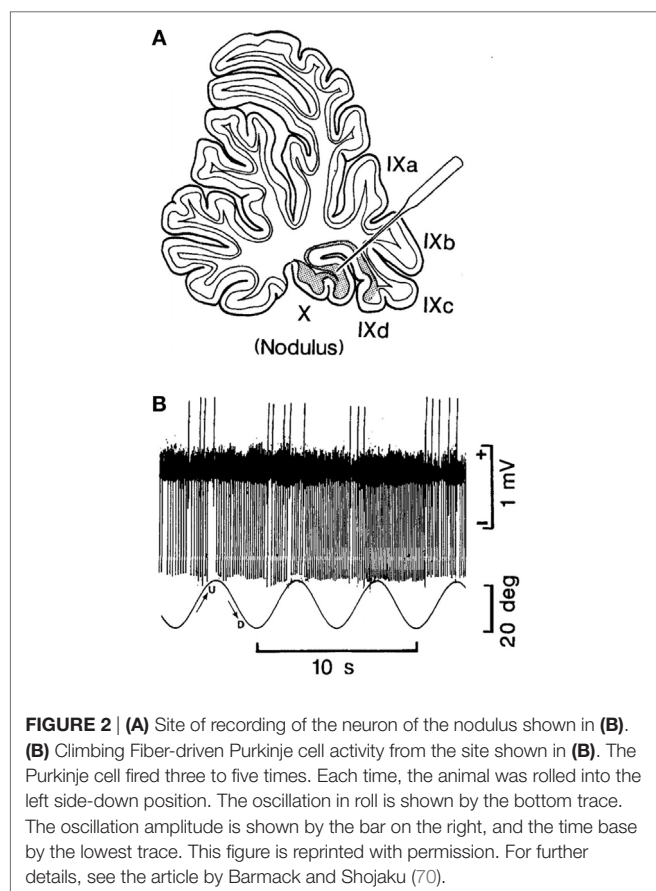 A
IXa
IXb
IXc
IXd
X
(Nodulus)
B
+
1 mV
–
U
D
20 deg
10 s
FIGURE 2 | (A) Site of recording of the neuron of the nodulus shown in (B).
(B) Climbing Fiber-driven Purkinje cell activity from the site shown in (B). The
Purkinje cell fired three to five times. Each time, the animal was rolled into the
left side-down position. The oscillation in roll is shown by the bottom trace.
The oscillation amplitude is shown by the bar on the right, and the time base
by the lowest trace. This figure is reprinted with permission. For further
details, see the article by Barmack and Shojaku (70).